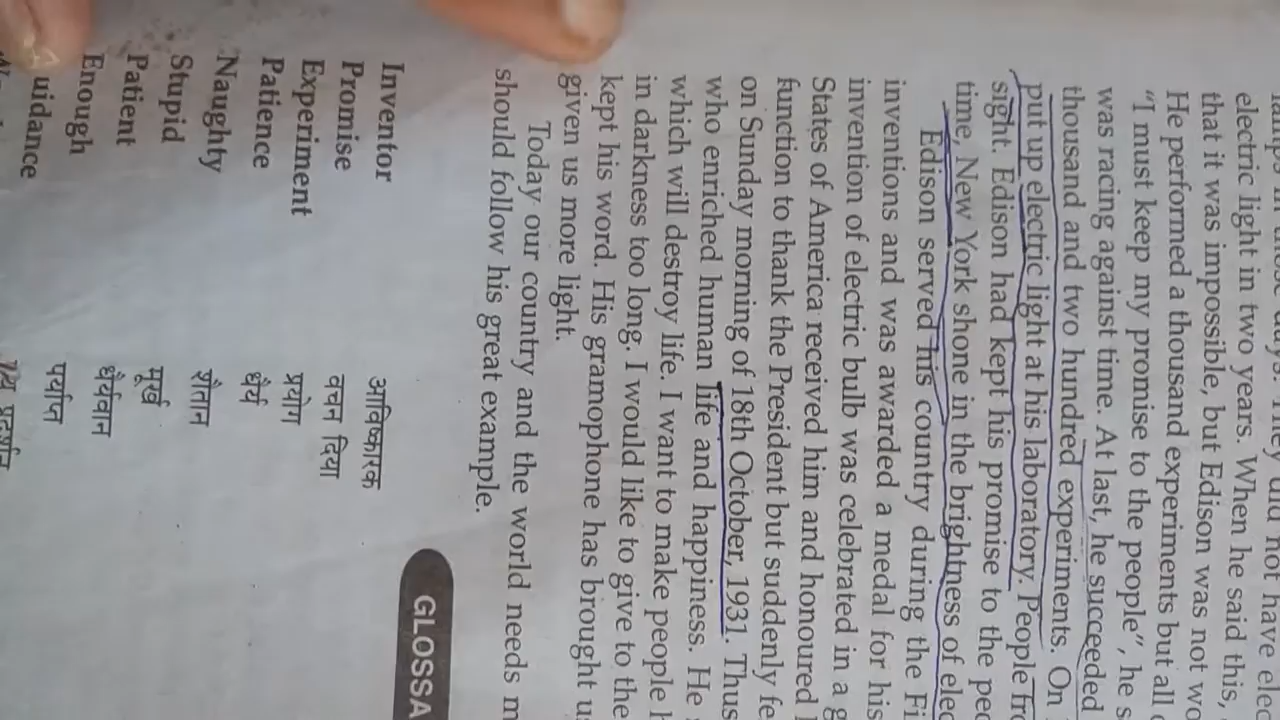 electric light in two years. When he said this,
that it was impossible, but Edison was not
He performed a thousand experiments but all
“I must keep my promise to the people”, he
was racing against time. At last, he succeeded
thousand and two hundred experiments. On
put up electric light at his laboratory. People
sight. Edison had kept his promise to the
time, New York shone in the brightness of
Edison served his country during the
inventions and was awarded a medal for his
invention of electric bulb was celebrated in a
States of America received him and honoured
function to thank the President but suddenly
on Sunday morning of 18th October, 1931. Thus
who enriched human life and happiness. He
which will destroy life. I want to make people
in darkness too long. I would like to give to the
kept his word. His gramophone has brought
given us more light.
Today our country and the world needs
should follow his great example.
GLOSSA
Inventor आविष्कारक
Promise वचन दिया
Experiment प्रयोग
Patience धैर्य
Naughty शैतान
Stupid मूर्ख
Patient धैर्यवान
Enough पर्याप्त
uidance पथ प्रदर्शन